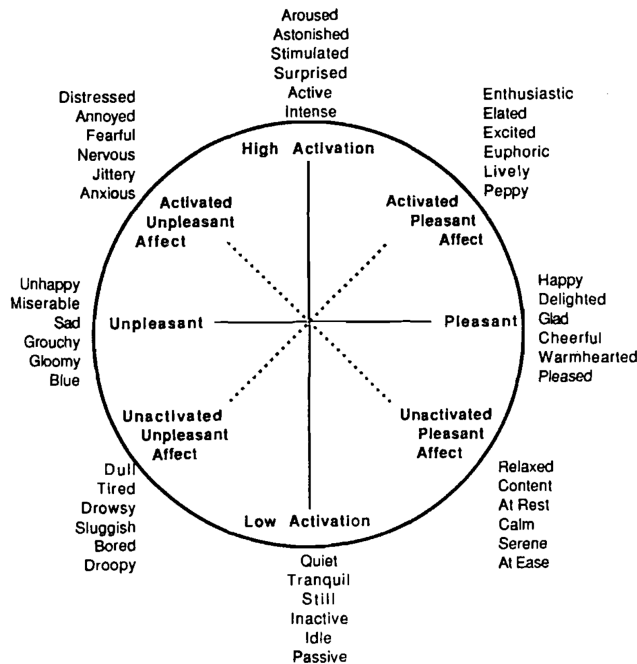 Aroused
Astonished
Stimulated
Surprised
Active
Intense
Distressed
Annoyed
Fearful
Nervous
Jittery
Anxious
Enthusiastic
Elated
Excited
Euphoric
Lively
Peppy
High Activation
Activated
Unpleasant
Affect
Activated
Pleasant
Affect
Unhappy
Miserable
Sad
Grouchy
Gloomy
Blue
Unpleasant
Pleasant
Happy
Delighted
Glad
Cheerful
Warmhearted
Pleased
Unactivated
Unpleasant
Affect
Unactivated
Pleasant
Affect
Dull
Tired
Drowsy
Sluggish
Bored
Droopy
Low Activation
Relaxed
Content
At Rest
Calm
Serene
At Ease
Quiet
Tranquil
Still
Inactive
Idle
Passive